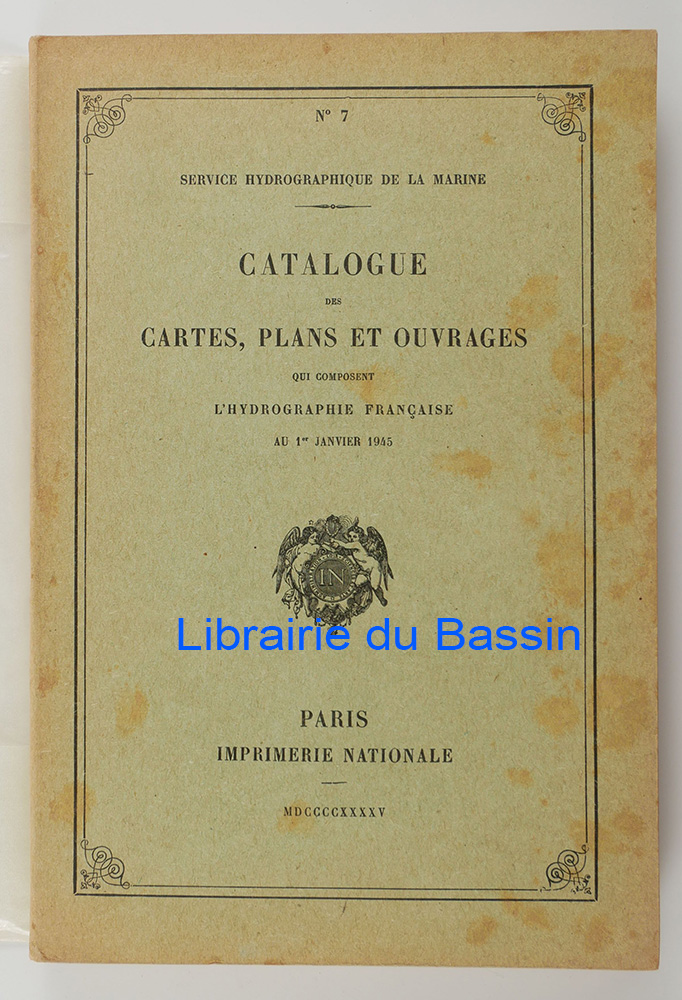 Nº 7
SERVICE HYDROGRAPHIQUE DE LA MARINE
CATALOGUE
DES
CARTES, PLANS ET OUVRAGES
QUI COMPOSENT
L'HYDROGRAPHIE FRANÇAISE
AU 1er JANVIER 1945
IN
Librairie du Bassin
PARIS
IMPRIMERIE NATIONALE
MDCCCCXXXXV